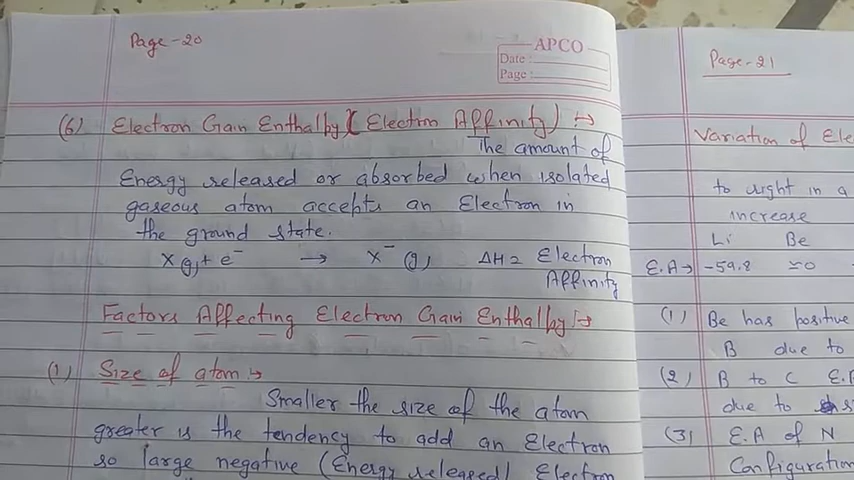 Page-20
APCO
Date :
Page :
(6) Electron Gain Enthalpy (Electron Affinity) :→
The amount of
Energy released or absorbed when isolated
gaseous atom accepts an Electron in
the ground state.
X(g) + e⁻ → X⁻(g) ΔH = Electron
Affinity
Factors Affecting Electron Gain Enthalpy :→
(1) Size of atom :→
Smaller the size of the atom
greater is the tendency to add an Electron
so large negative (Energy released) Electron
Page-21
Variation of Ele
to right in a
increase
Li Be
E.A → -59.8 ≈0
(1) Be has positive
B due to
(2) B to C E.
due to
(3) E.A of N
Configuration